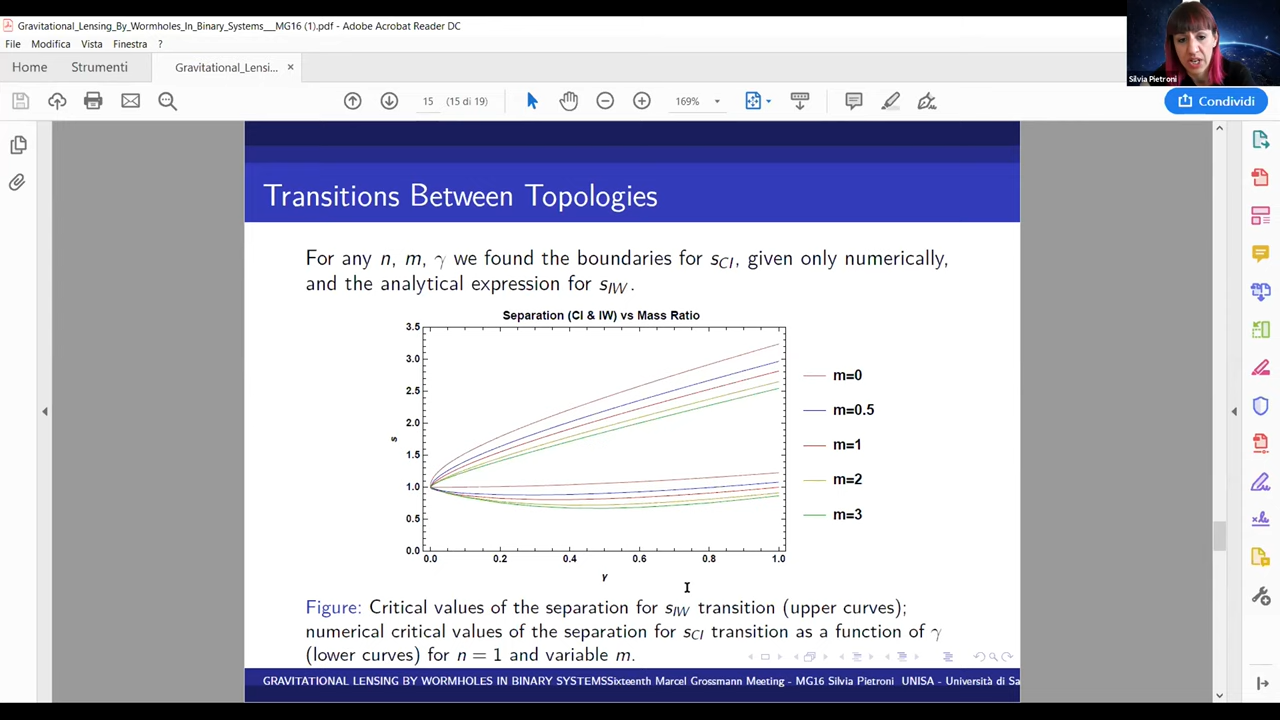 Gravitational_Lensing_By_Wormholes_In_Binary_Systems__MG16 (1).pdf - Adobe Acrobat Reader DC
File Modifica Vista Finestra ?
Home Strumenti Gravitational_Lensi... ×
15 (15 di 19) 169% Condividi
Silvia Pietroni
Transitions Between Topologies
For any n, m, γ we found the boundaries for s_CI, given only numerically,
and the analytical expression for s_IW.
Separation (CI & IW) vs Mass Ratio
3.5
3.0
2.5
2.0
1.5
1.0
0.5
0.0
s
0.0 0.2 0.4 0.6 0.8 1.0
γ
m=0
m=0.5
m=1
m=2
m=3
Figure: Critical values of the separation for s_IW transition (upper curves);
numerical critical values of the separation for s_CI transition as a function of γ
(lower curves) for n = 1 and variable m.
GRAVITATIONAL LENSING BY WORMHOLES IN BINARY SYSTEMSSixteenth Marcel Grossmann Meeting - MG16 Silvia Pietroni UNISA - Università di Sa